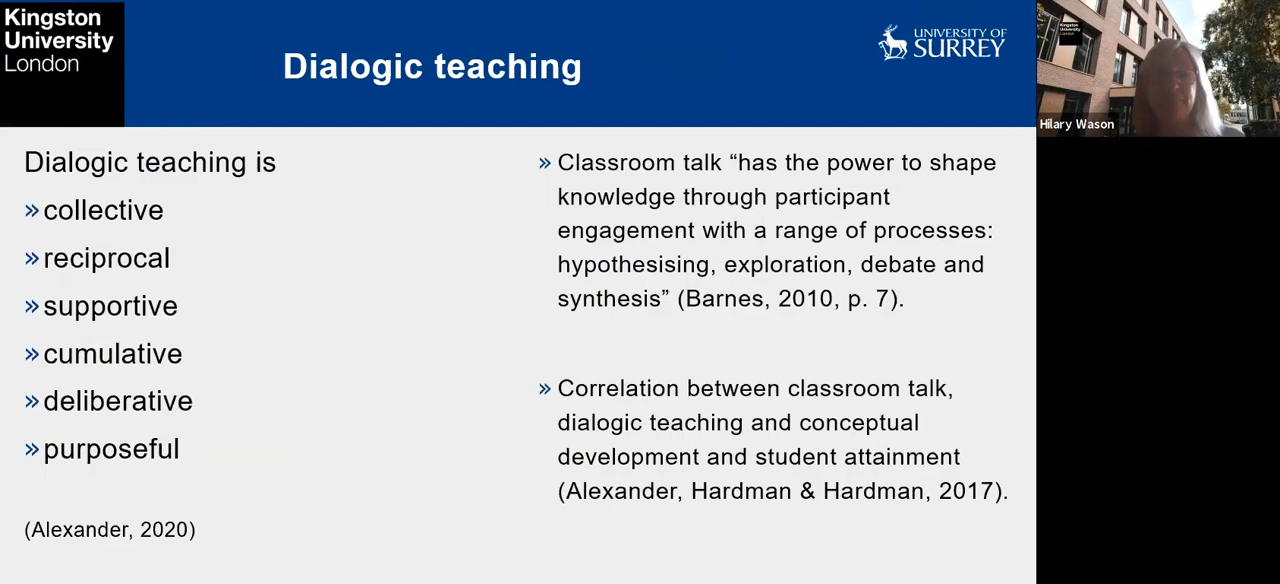 Kingston
University
London
Dialogic teaching
UNIVERSITY OF
SURREY
Hilary Wason
Dialogic teaching is
» collective
» reciprocal
» supportive
» cumulative
» deliberative
» purposeful
(Alexander, 2020)
» Classroom talk “has the power to shape
knowledge through participant
engagement with a range of processes:
hypothesising, exploration, debate and
synthesis” (Barnes, 2010, p. 7).
» Correlation between classroom talk,
dialogic teaching and conceptual
development and student attainment
(Alexander, Hardman & Hardman, 2017).